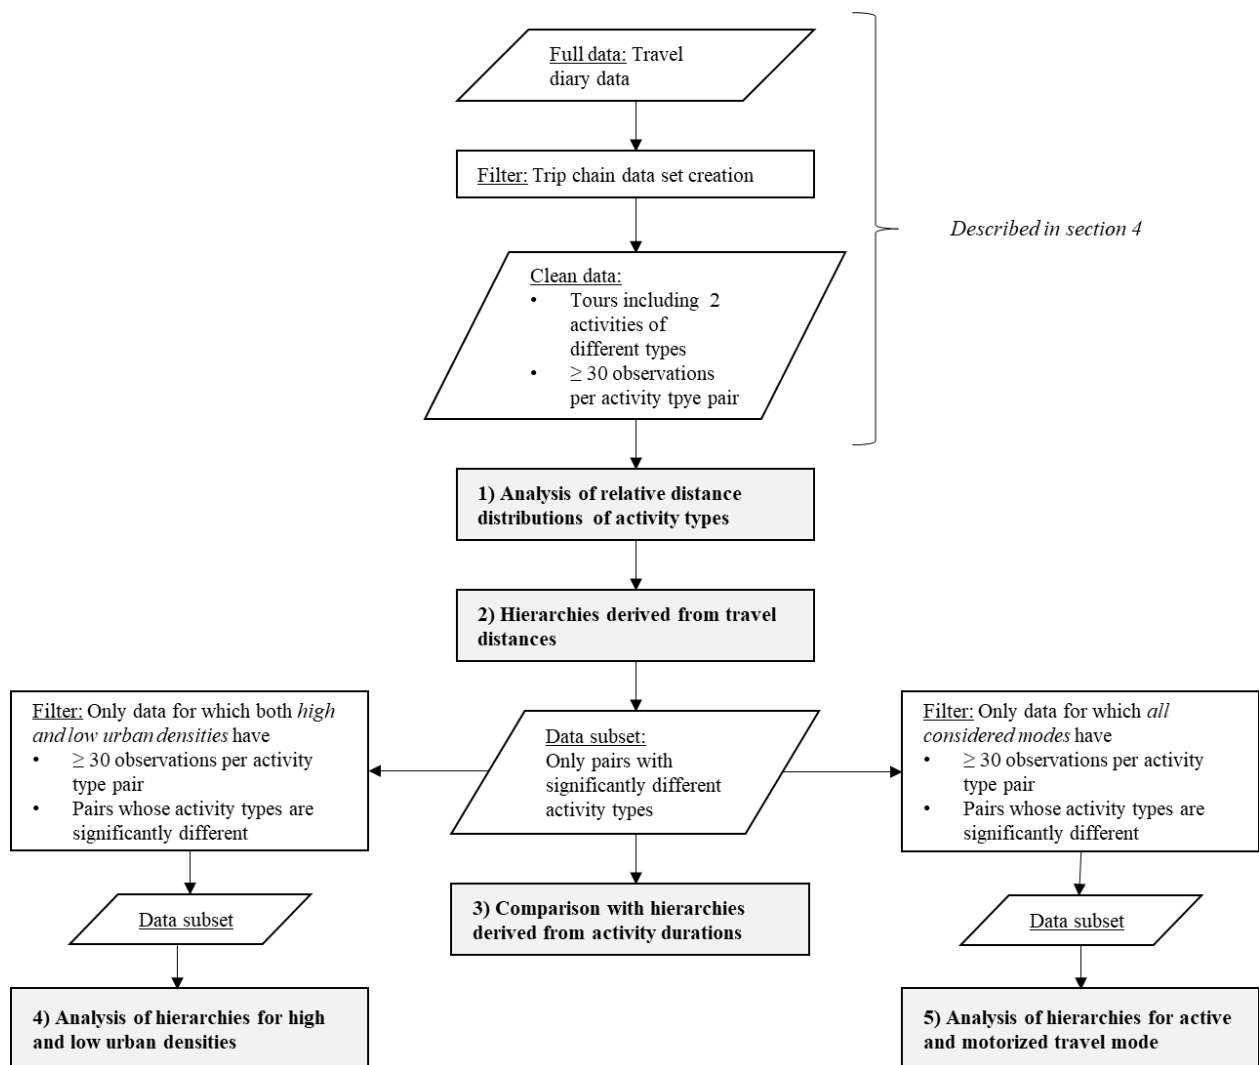 Full data: Travel
diary data
Filter: Trip chain data set creation
Described in section 4
Clean data:
• Tours including 2
activities of
different types
• ≥ 30 observations
per activity tpye pair
1) Analysis of relative distance
distributions of activity types
2) Hierarchies derived from travel
distances
Filter: Only data for which both high
and low urban densities have
• ≥ 30 observations per activity
type pair
• Pairs whose activity types are
significantly different
Data subset:
Only pairs with
significantly different
activity types
Filter: Only data for which all
considered modes have
• ≥ 30 observations per activity
type pair
• Pairs whose activity types are
significantly different
Data subset
3) Comparison with hierarchies
derived from activity durations
Data subset
4) Analysis of hierarchies for high
and low urban densities
5) Analysis of hierarchies for active
and motorized travel mode